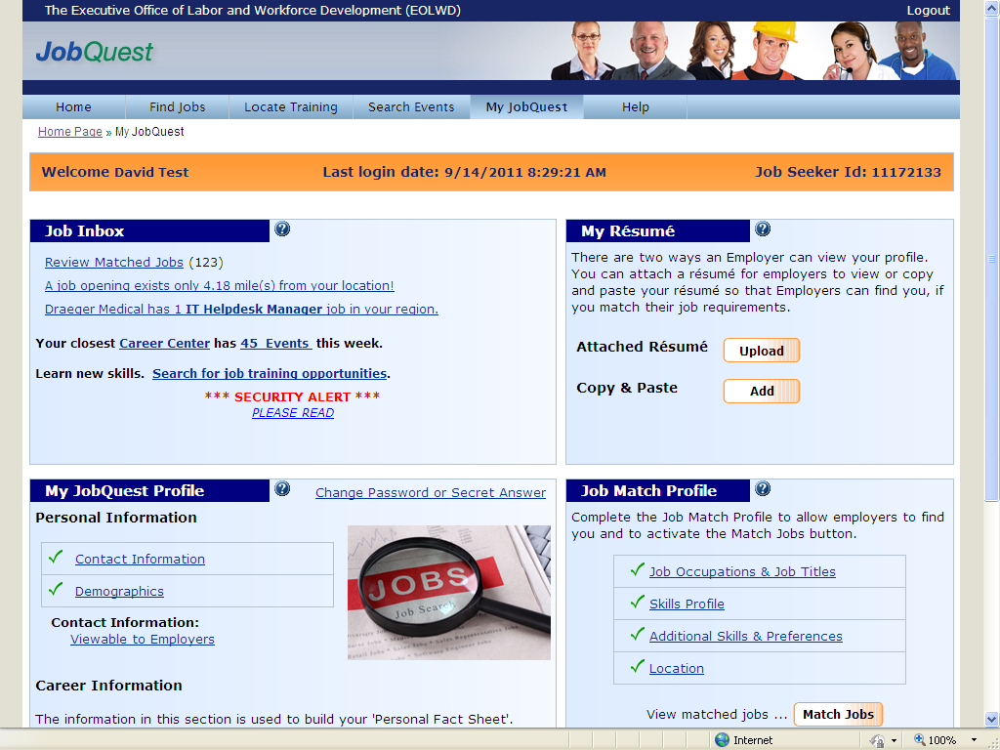 The Executive Office of Labor and Workforce Development (EOLWD)
Logout
JobQuest
Home
Find Jobs
Locate Training
Search Events
My JobQuest
Help
Home Page » My JobQuest
Welcome David Test
Last login date: 9/14/2011 8:29:21 AM
Job Seeker Id: 11172133
Job Inbox
?
Review Matched Jobs (123)
A job opening exists only 4.18 mile(s) from your location!
Draeger Medical has 1 IT Helpdesk Manager job in your region.
Your closest Career Center has 45 Events this week.
Learn new skills. Search for job training opportunities.
*** SECURITY ALERT ***
PLEASE READ
My Résumé
?
There are two ways an Employer can view your profile.
You can attach a résumé for employers to view or copy
and paste your résumé so that Employers can find you, if
you match their job requirements.
Attached Résumé
Upload
Copy & Paste
Add
My JobQuest Profile
?
Change Password or Secret Answer
Personal Information
Contact Information
Demographics
Contact Information:
Viewable to Employers
JOBS
Job Search
Career Information
The information in this section is used to build your 'Personal Fact Sheet'.
Job Match Profile
?
Complete the Job Match Profile to allow employers to find
you and to activate the Match Jobs button.
Job Occupations & Job Titles
Skills Profile
Additional Skills & Preferences
Location
View matched jobs ...
Match Jobs
Internet
100%